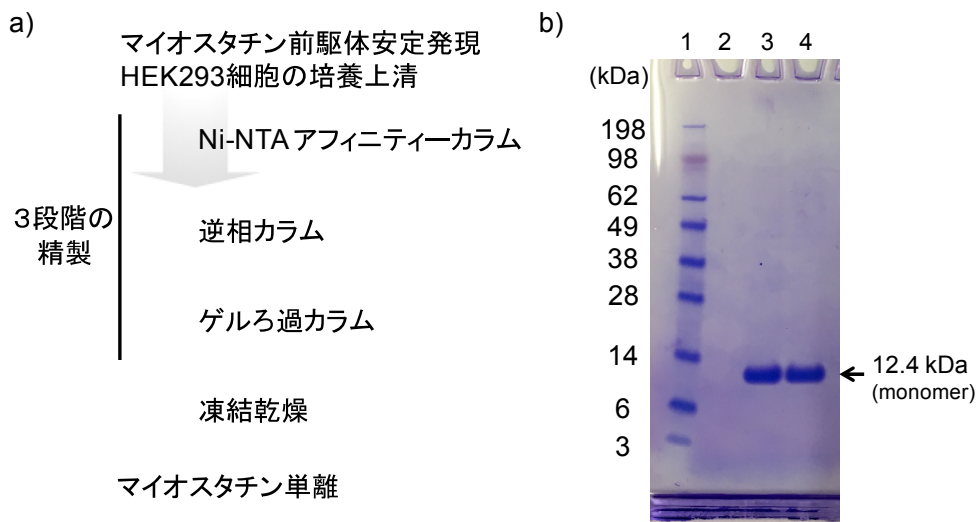 a)
マイオスタチン前駆体安定発現
HEK293細胞の培養上清
Ni-NTA アフィニティーカラム
3段階の
精製
逆相カラム
ゲルろ過カラム
凍結乾燥
マイオスタチン単離
b)
1 2 3 4
(kDa)
198
98
62
49
38
28
14
6
3
12.4 kDa
(monomer)